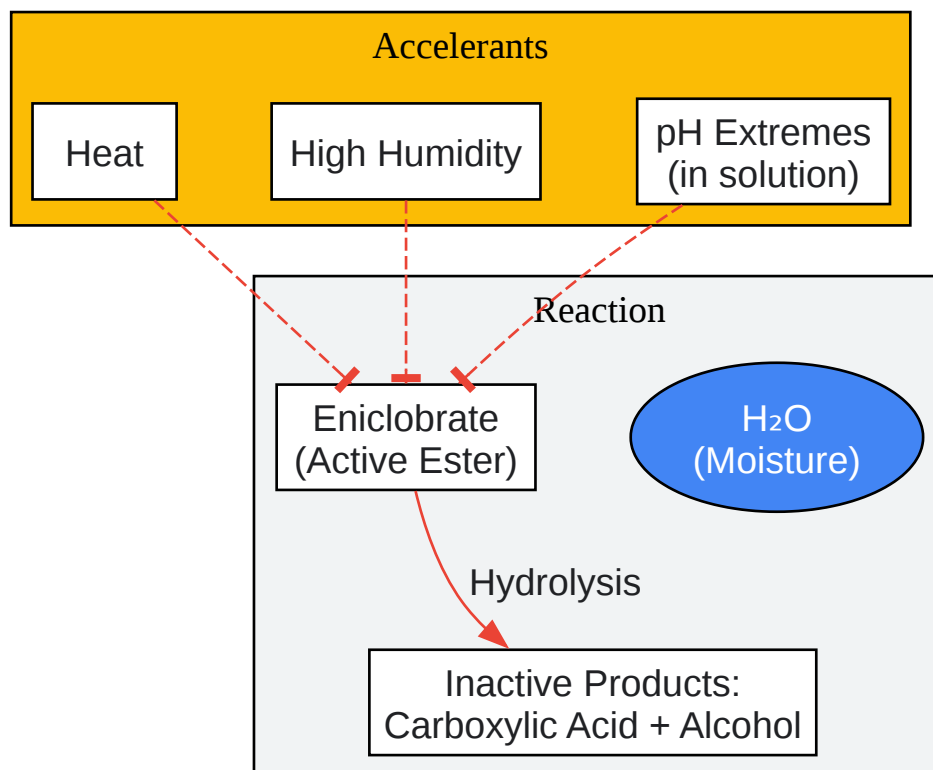 Accelerants
Heat
High Humidity
pH Extremes
(in solution)
Reaction
Eniclobrate
(Active Ester)
H₂O
(Moisture)
Hydrolysis
Inactive Products:
Carboxylic Acid + Alcohol